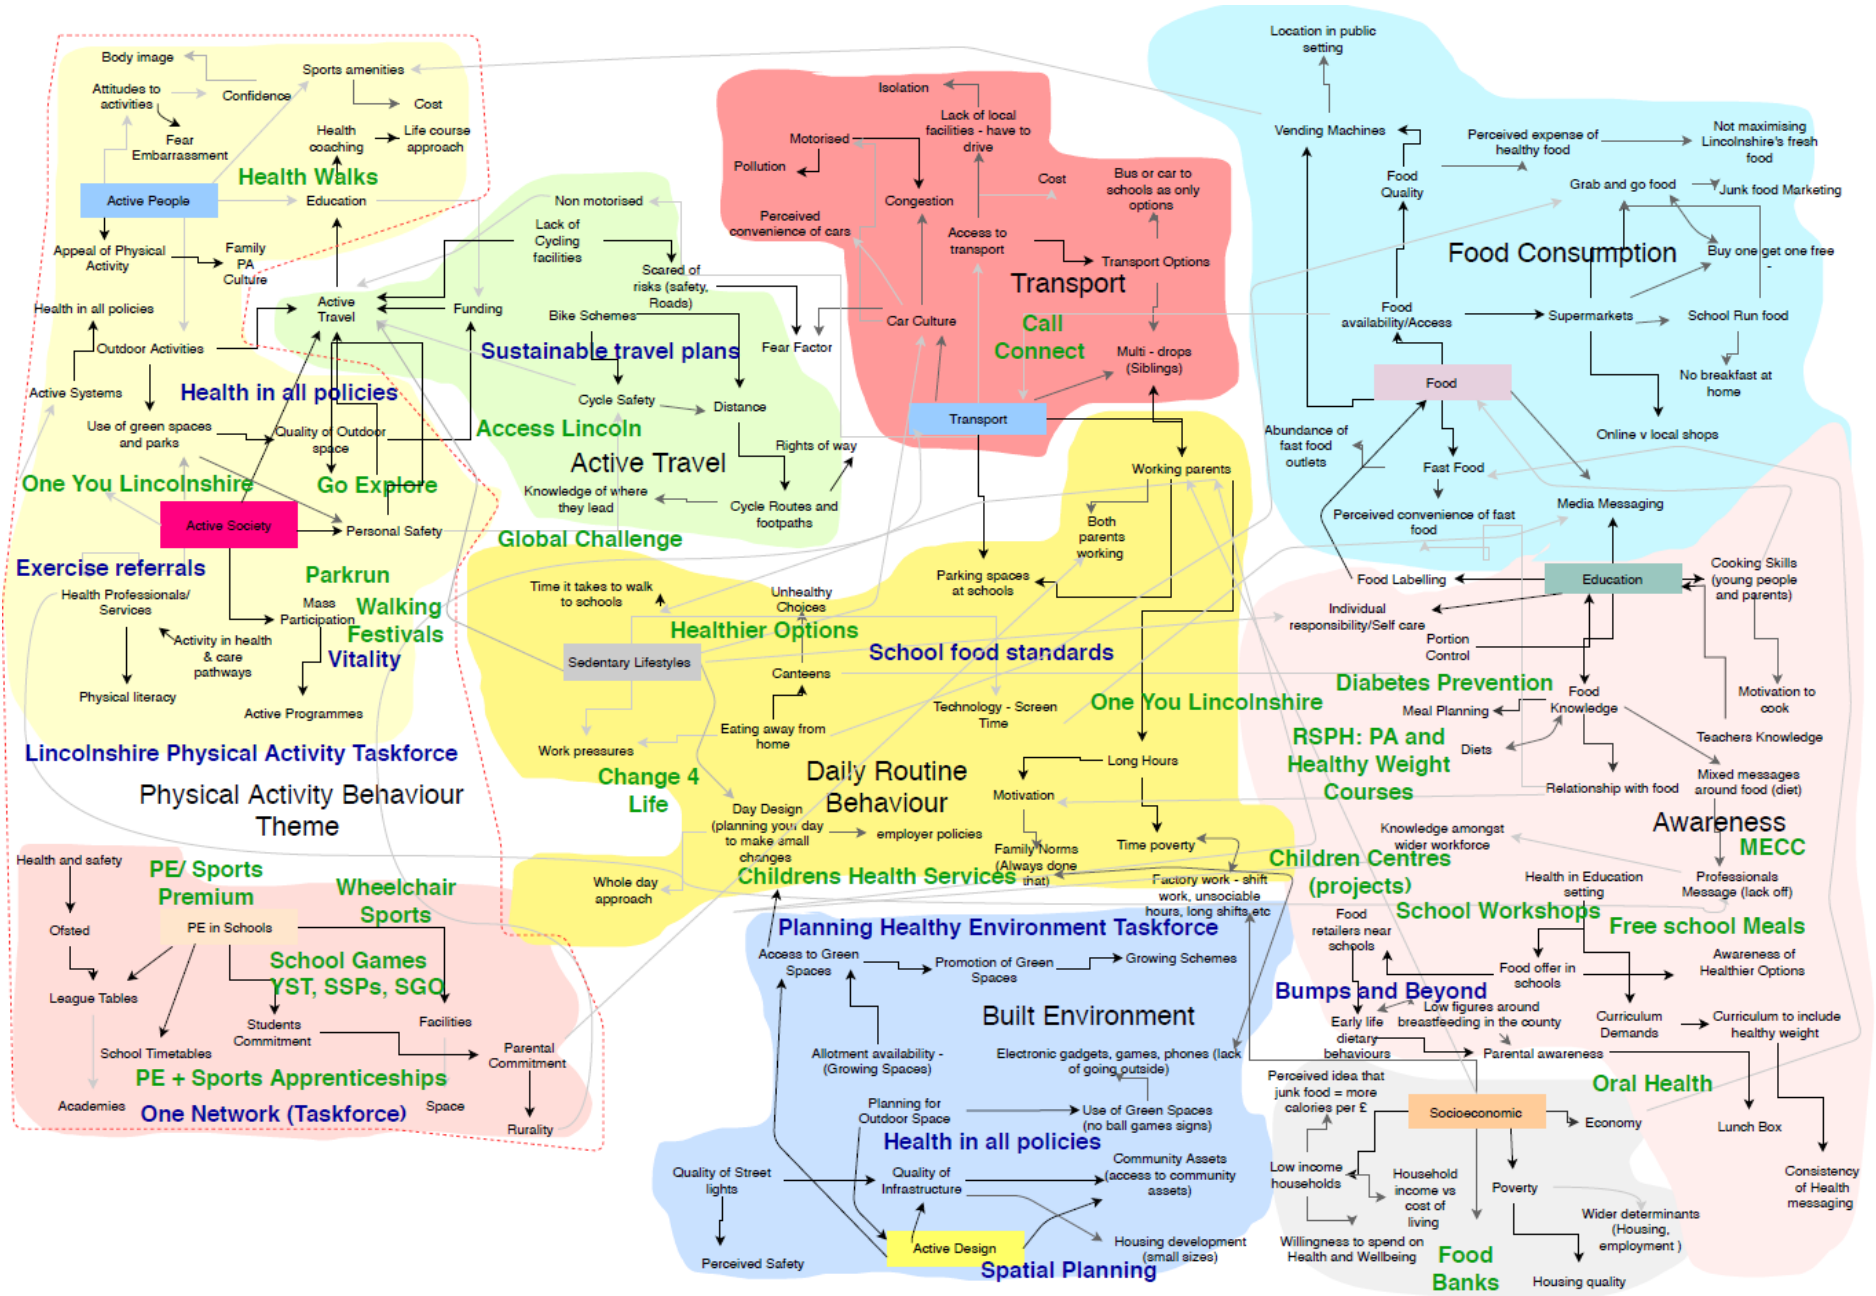 Body image
Sports amenities
Attitudes to
activities
Confidence
Cost
Fear
Embarrassment
Health
coaching
Life course
approach
Health Walks
Active People
Education
Appeal of Physical
Activity
Family
PA
Culture
Health in all policies
Outdoor Activities
Active
Travel
Active Systems
Health in all policies
Use of green spaces
and parks
Quality of Outdoor
space
One You Lincolnshire
Go Explore
Active Society
Personal Safety
Exercise referrals
Health Professionals/
Services
Parkrun
Mass
Participation
Walking
Festivals
Vitality
Activity in health
& care
pathways
Physical literacy
Active Programmes
Lincolnshire Physical Activity Taskforce
Physical Activity Behaviour
Theme
Health and safety
PE/ Sports
Premium
Wheelchair
Sports
Ofsted
PE in Schools
School Games
YST, SSPs, SGO
League Tables
Students
Commitment
Facilities
School Timetables
Parental
Commitment
PE + Sports Apprenticeships
Academies
One Network (Taskforce)
Space
Rurality
Non motorised
Lack of
Cycling
facilities
Scared of
risks (safety,
Roads)
Funding
Bike Schemes
Fear Factor
Sustainable travel plans
Cycle Safety
Distance
Access Lincoln
Active Travel
Rights of way
Knowledge of where
they lead
Cycle Routes and
footpaths
Global Challenge
Isolation
Lack of local
facilities - have to
drive
Motorised
Pollution
Congestion
Cost
Bus or car to
schools as only
options
Perceived
convenience of cars
Access to
transport
Transport Options
Transport
Car Culture
Call
Connect
Multi - drops
(Siblings)
Transport
Working parents
Both
parents
working
Time it takes to walk
to schools
Parking spaces
at schools
Unhealthy
Choices
Healthier Options
Sedentary Lifestyles
School food standards
Canteens
Technology - Screen
Time
One You Lincolnshire
Eating away from
home
Work pressures
Change 4
Life
Daily Routine
Behaviour
Long Hours
Motivation
Day Design
(planning your day
to make small
changes
employer policies
Family Norms
(Always done
that)
Time poverty
Childrens Health Services
Whole day
approach
Factory work - shift
work, unsociable
hours, long shifts etc
Planning Healthy Environment Taskforce
Access to Green
Spaces
Promotion of Green
Spaces
Growing Schemes
Built Environment
Allotment availability -
(Growing Spaces)
Electronic gadgets, games, phones (lack
of going outside)
Planning for
Outdoor Space
Use of Green Spaces
(no ball games signs)
Health in all policies
Quality of Street
lights
Quality of
Infrastructure
Community Assets
(access to community
assets)
Active Design
Perceived Safety
Housing development
(small sizes)
Spatial Planning
Location in public
setting
Vending Machines
Perceived expense of
healthy food
Not maximising
Lincolnshire's fresh
food
Food
Quality
Grab and go food
Junk food Marketing
Food Consumption
Buy one get one free
-
Food
availability/Access
Supermarkets
School Run food
Food
No breakfast at
home
Abundance of
fast food
outlets
Online v local shops
Fast Food
Perceived convenience of fast
food
Media Messaging
Food Labelling
Education
Cooking Skills
(young people
and parents)
Individual
responsibility/Self care
Portion
Control
Diabetes Prevention
Food
Knowledge
Motivation to
cook
Meal Planning
RSPH: PA and
Healthy Weight
Courses
Diets
Teachers Knowledge
Relationship with food
Mixed messages
around food (diet)
Awareness
MECC
Knowledge amongst
wider workforce
Children Centres
(projects)
Health in Education
setting
Professionals
Message (lack off)
Food
retailers near
schools
School Workshops
Free school Meals
Food offer in
schools
Awareness of
Healthier Options
Bumps and Beyond
Low figures around
breastfeeding in the county
Early life
dietary
behaviours
Curriculum
Demands
Curriculum to include
healthy weight
Parental awareness
Oral Health
Perceived idea that
junk food = more
calories per £
Socioeconomic
Economy
Lunch Box
Low income
households
Household
income vs
cost of
living
Poverty
Consistency
of Health
messaging
Wider determinants
(Housing,
employment )
Willingness to spend on
Health and Wellbeing
Food
Banks
Housing quality